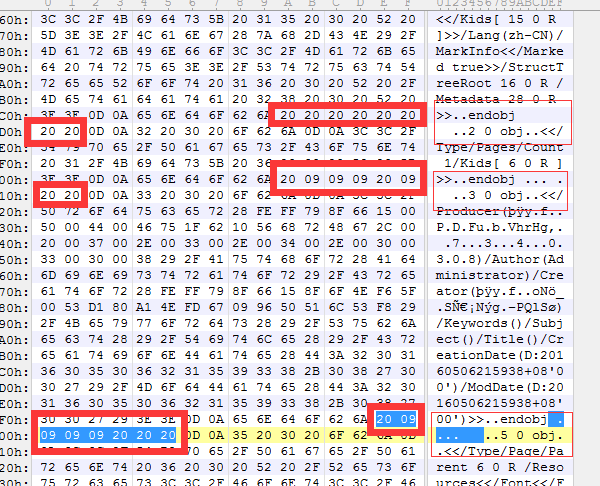 0 1 2 3 4 5 6 7 8 9 A B C D E F 0123456789ABCDEF
60h: 3C 3C 2F 4B 69 64 73 5B 20 31 35 20 30 20 52 20 <</Kids[ 15 0 R
70h: 5D 3E 3E 2F 4C 61 6E 67 28 7A 68 2D 43 4E 29 2F ]>>/Lang(zh-CN)/
80h: 4D 61 72 6B 49 6E 66 6F 3C 3C 2F 4D 61 72 6B 65 MarkInfo<</Marke
90h: 64 20 74 72 75 65 3E 3E 2F 53 74 72 75 63 74 54 d true>>/StructT
A0h: 72 65 65 52 6F 6F 74 20 31 36 20 30 20 52 20 2F reeRoot 16 0 R /
B0h: 4D 65 74 61 64 61 74 61 20 32 38 20 30 20 52 20 Metadata 28 0 R
C0h: 3E 3E 0D 0A 65 6E 64 6F 62 6A 20 20 20 20 20 20 >>..endobj
D0h: 20 20 0D 0A 32 20 30 20 6F 62 6A 0D 0A 3C 3C 2F ..2 0 obj..<</
E0h: 54 79 70 65 2F 50 61 67 65 73 2F 43 6F 75 6E 74 Type/Pages/Count
F0h: 20 31 2F 4B 69 64 73 5B 20 36 1/Kids[ 6 0 R ]
00h: 3E 3E 0D 0A 65 6E 64 6F 62 6A 20 09 09 09 20 09 >>..endobj ... .
10h: 20 20 0D 0A 33 20 30 20 6F 62 6A 0D 0A 3C 3C 2F ..3 0 obj..<</
20h: 50 72 6F 64 75 63 65 72 28 FE FF 79 8F 66 15 00 Producer(þÿy.f..
30h: 50 00 44 00 46 75 1F 62 10 56 68 72 48 67 2C 00 P.D.Fu.b.VhrHg,.
40h: 20 00 37 00 2E 00 33 00 2E 00 34 00 2E 00 30 00 .7...3...4...0.
50h: 33 00 30 00 38 29 2F 41 75 74 68 6F 72 28 41 64 3.0.8)/Author(Ad
60h: 6D 69 6E 69 73 74 72 61 74 6F 72 29 2F 43 72 65 ministrator)/Cre
70h: 61 74 6F 72 28 FE FF 79 8F 66 15 8F 6F 4E F6 5F ator(þÿy.f..oNö_
80h: 00 53 D1 80 A1 4E FD 67 09 96 50 51 6C 53 F8 29 .SÑ€¡Nýg.–PQlSø)
90h: 2F 4B 65 79 77 6F 72 64 73 28 29 2F 53 75 62 6A /Keywords()/Subj
A0h: 65 63 74 28 29 2F 54 69 74 6C 65 28 29 2F 43 72 ect()/Title()/Cr
B0h: 65 61 74 69 6F 6E 44 61 74 65 28 44 3A 32 30 31 eationDate(D:201
C0h: 36 30 35 30 36 32 31 35 39 33 38 2B 30 38 27 30 60506215938+08'0
D0h: 30 27 29 2F 4D 6F 64 44 61 74 65 28 44 3A 32 30 0')/ModDate(D:20
E0h: 31 36 30 35 30 36 32 31 35 39 33 38 2B 30 38 27 160506215938+08'
F0h: 30 30 27 29 3E 3E 0D 0A 65 6E 64 6F 62 6A 20 09 00')>>..endobj .
00h: 09 09 09 20 20 20 0D 0A 35 20 30 20 6F 62 6A 0D ... ..5 0 obj.
10h: .<</Type/Page/Pa
20h: 72 65 6E 74 20 36 20 30 20 52 20 2F 52 65 73 6F rent 6 0 R /Reso
30h: 75 72 63 65 73 3C 3C 2F 46 6F 6E 74 3C 3C 2F 46 urces<</Font<</F